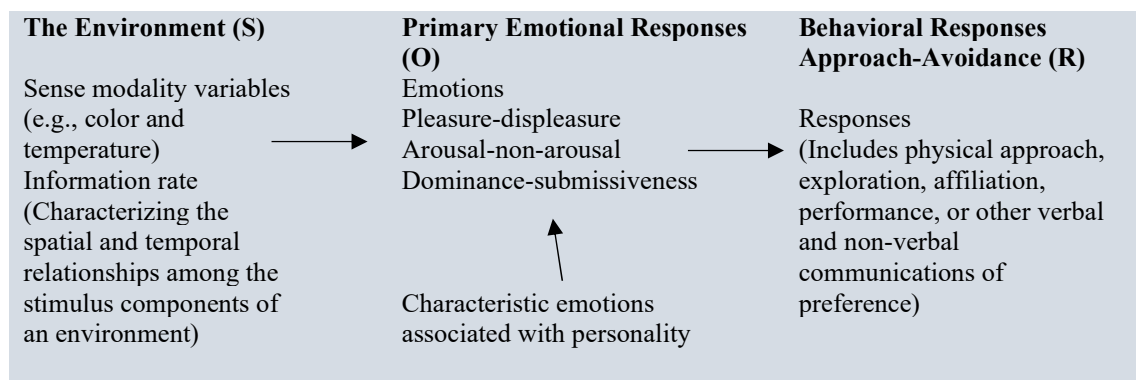 The Environment (S)
Sense modality variables
(e.g., color and
temperature)
Information rate
(Characterizing the
spatial and temporal
relationships among the
stimulus components of
an environment)
Primary Emotional Responses
(O)
Emotions
Pleasure-displeasure
Arousal-non-arousal
Dominance-submissiveness
Characteristic emotions
associated with personality
Behavioral Responses
Approach-Avoidance (R)
Responses
(Includes physical approach,
exploration, affiliation,
performance, or other verbal
and non-verbal
communications of
preference)